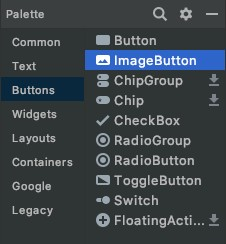 Palette
Common
Text
Buttons
Widgets
Layouts
Containers
Google
Legacy
Button
ImageButton
ChipGroup
Chip
CheckBox
RadioGroup
RadioButton
ToggleButton
Switch
FloatingActi...